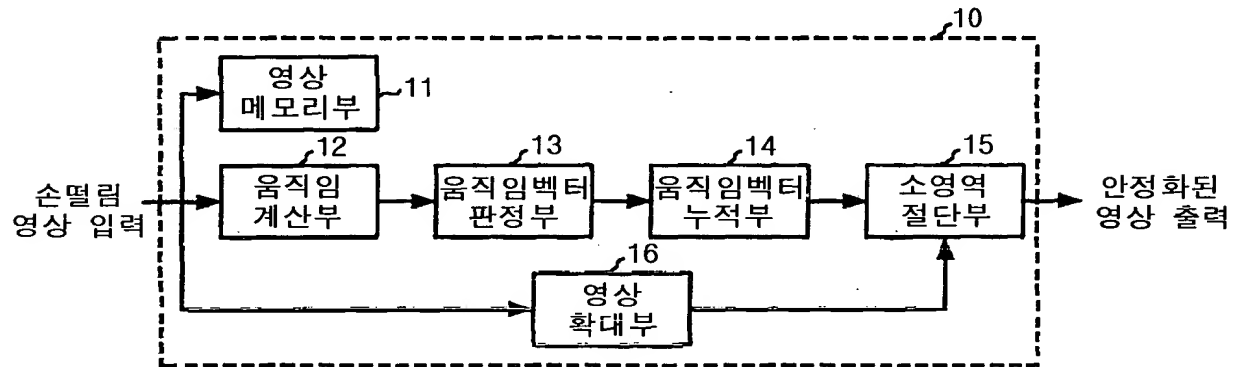 10
영상
메모리부
11
손떨림
영상 입력
12
움직임
계산부
13
움직임벡터
판정부
14
움직임벡터
누적부
15
소영역
절단부
안정화된
영상 출력
16
영상
확대부